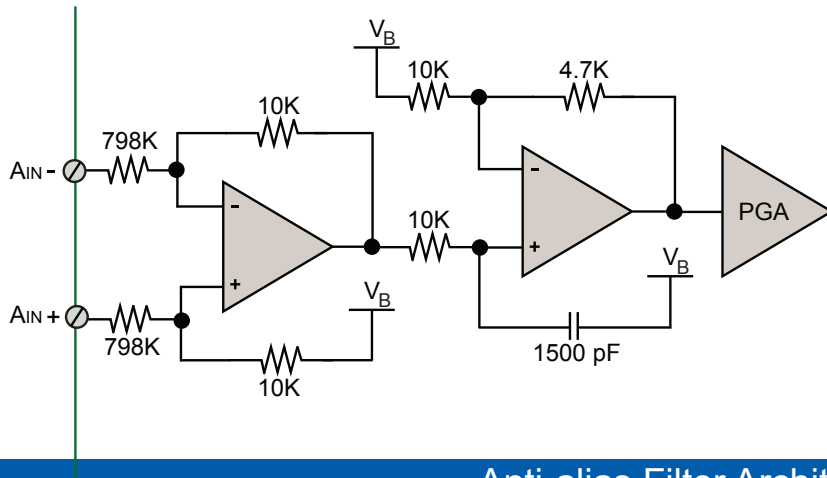 VB
10K
4.7K
10K
798K
AIN -
-
-
PGA
10K
+
+
VB
AIN +
VB
798K
10K
1500 pF